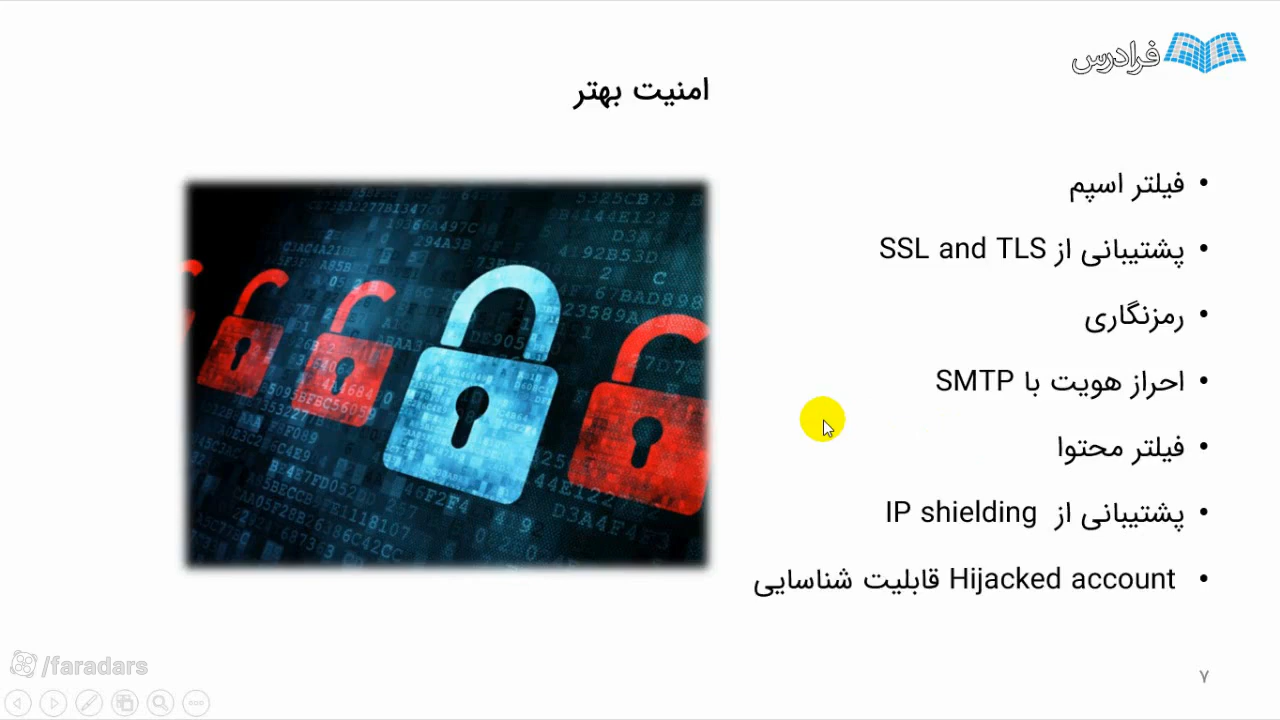 فرادرس
امنیت بهتر
• فیلتر اسپم
• پشتیبانی از SSL and TLS
• رمزنگاری
• احراز هویت با SMTP
• فیلتر محتوا
• پشتیبانی از IP shielding
• Hijacked account قابلیت شناسایی
/faradars
۷